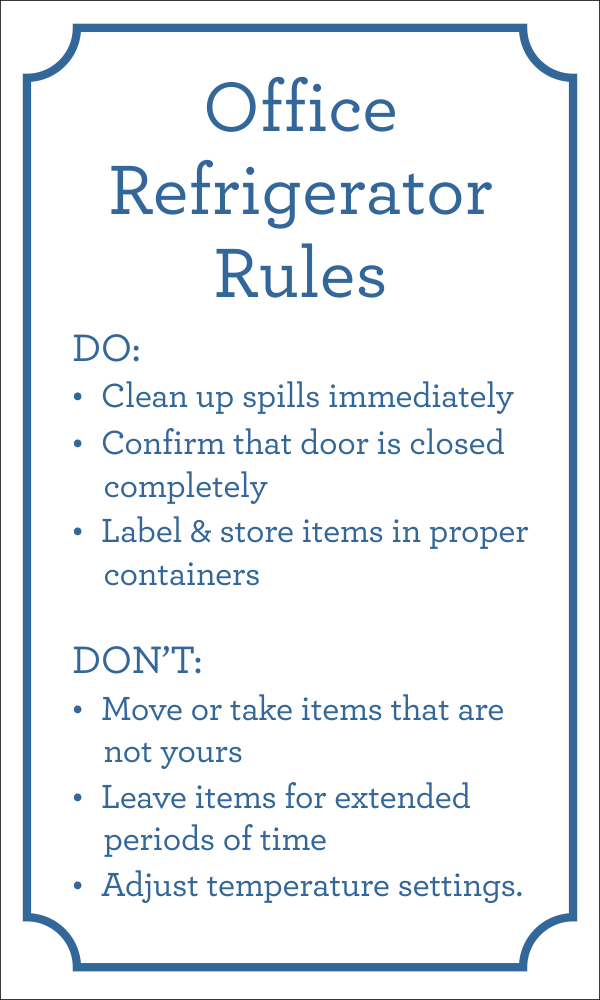 Office
Refrigerator
Rules
DO:
• Clean up spills immediately
• Confirm that door is closed
completely
• Label & store items in proper
containers
DON’T:
• Move or take items that are
not yours
• Leave items for extended
periods of time
• Adjust temperature settings.